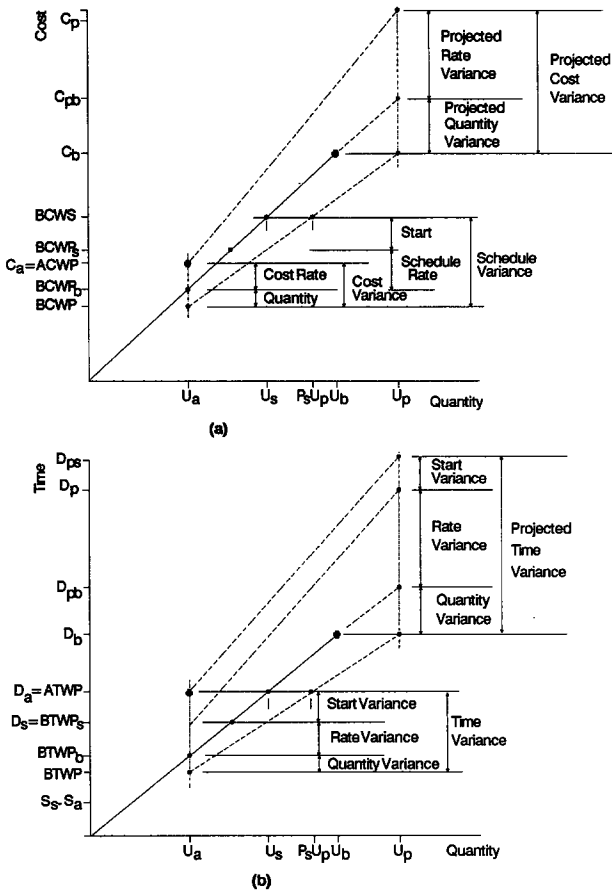 Cost
Cp
Cpb
Cb
BCWS
BCWPs
Ca=ACWP
BCWPb
BCWP
Projected
Rate
Variance
Projected
Quantity
Variance
Projected
Cost
Variance
Start
Schedule
Rate
Schedule
Variance
Cost Rate
Quantity
Cost
Variance
Ua
Us
PsUp
Ub
Up
Quantity
(a)
Time
Dps
Dp
Dpb
Db
Da=ATWP
Ds=BTWPs
BTWPb
BTWP
Ss-Sa
Start
Variance
Rate
Variance
Quantity
Variance
Projected
Time
Variance
Start Variance
Rate Variance
Quantity Variance
Time
Variance
Ua
Us
PsUp
Ub
Up
Quantity
(b)